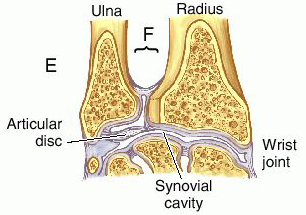 Ulna
Radius
F
E
Articular
disc
Wrist
joint
Synovial
cavity